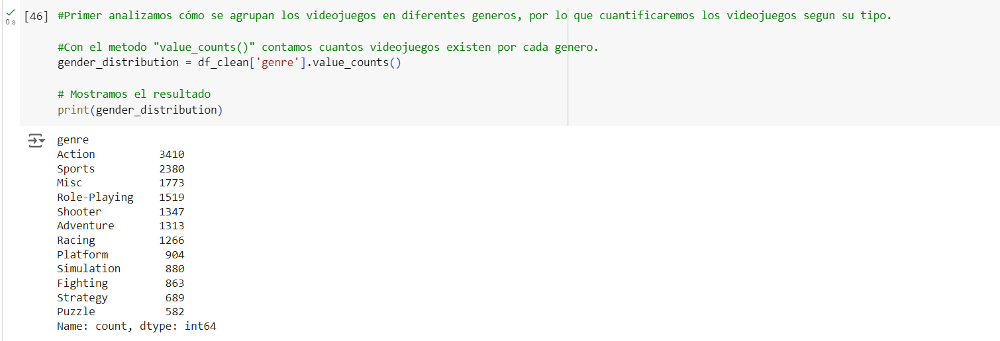 0 s
[46] #Primer analizamos cómo se agrupan los videojuegos en diferentes generos, por lo que cuantificaremos los videojuegos segun su tipo.
#Con el metodo "value_counts()" contamos cuantos videojuegos existen por cada genero.
gender_distribution = df_clean['genre'].value_counts()
# Mostramos el resultado
print(gender_distribution)
genre
Action 3410
Sports 2380
Misc 1773
Role-Playing 1519
Shooter 1347
Adventure 1313
Racing 1266
Platform 904
Simulation 880
Fighting 863
Strategy 689
Puzzle 582
Name: count, dtype: int64